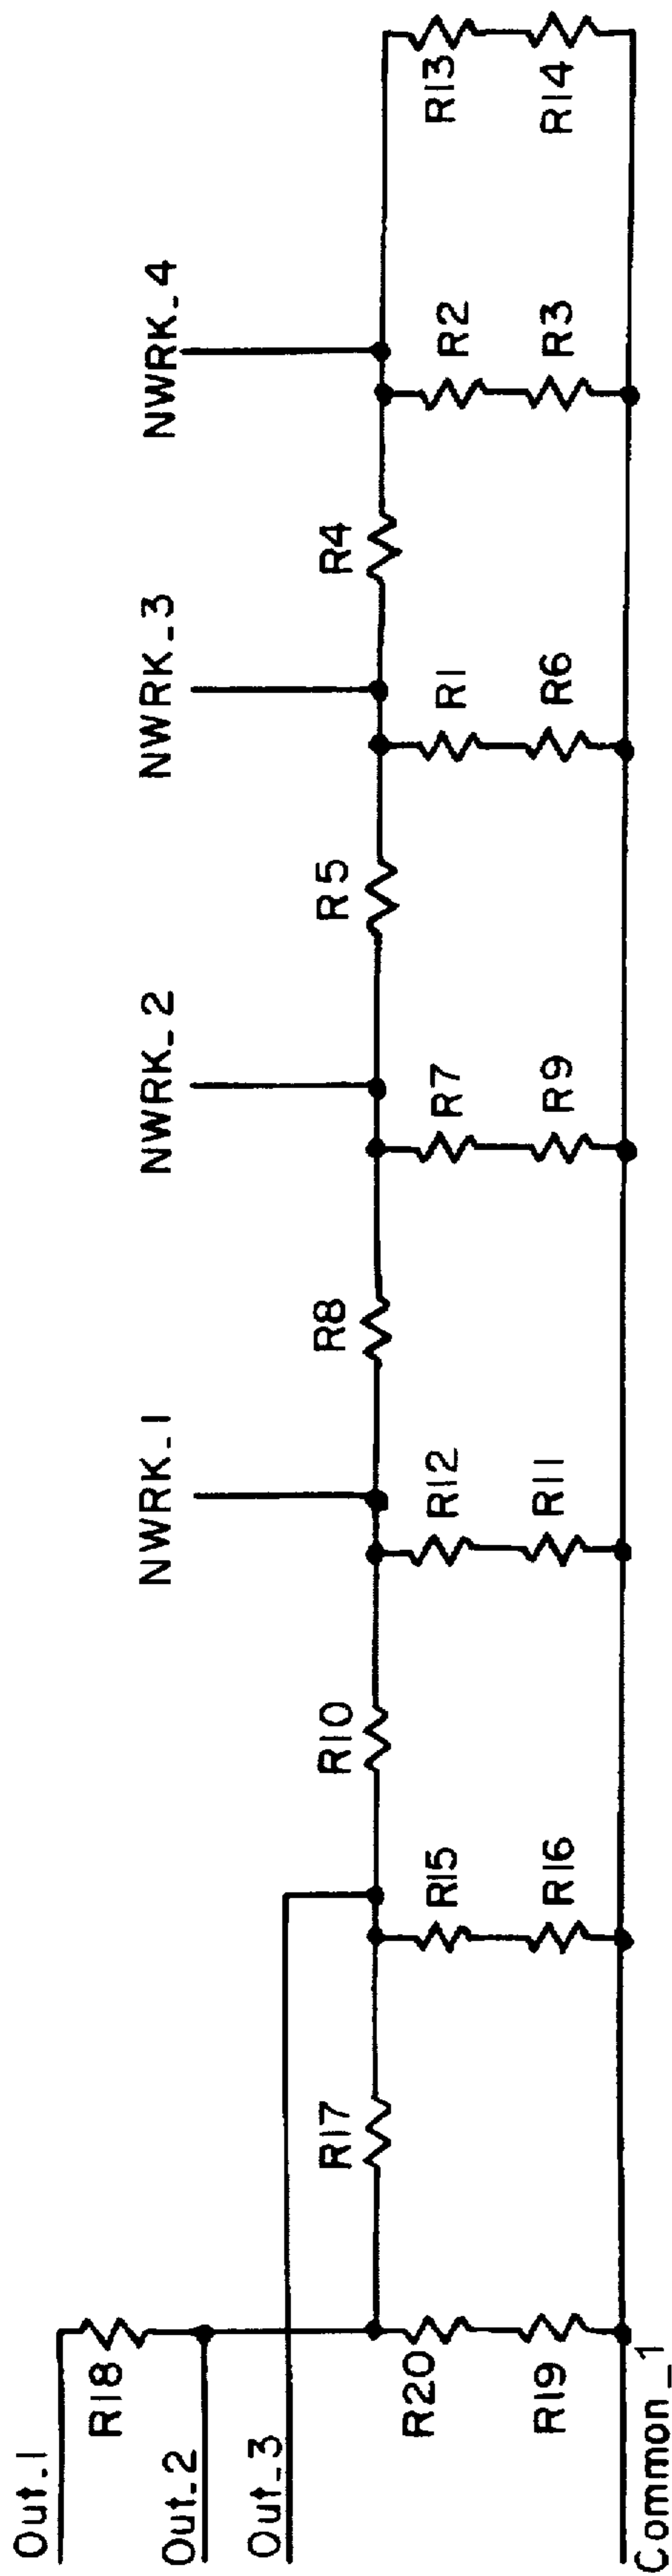 Out_1
R18
Out_2
Out_3
R20
R19
Common_1
R17
R15
R16
R10
NWRK_1
R12
R11
R8
NWRK_2
R7
R9
R5
NWRK_3
R1
R6
R4
NWRK_4
R2
R3
R13
R14